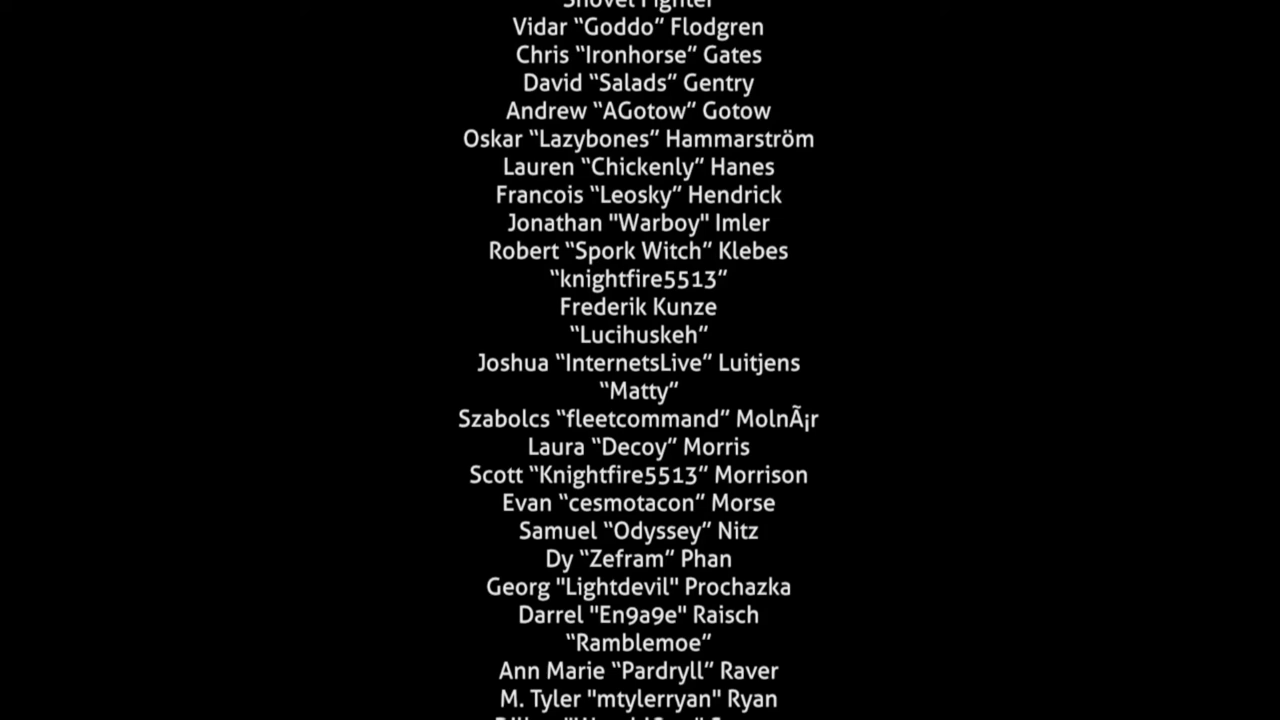 Shovel Fighter
Vidar “Goddo” Flodgren
Chris “Ironhorse” Gates
David “Salads” Gentry
Andrew “AGotow” Gotow
Oskar “Lazybones” Hammarström
Lauren “Chickenly” Hanes
Francois “Leosky” Hendrick
Jonathan "Warboy" Imler
Robert “Spork Witch” Klebes
“knightfire5513”
Frederik Kunze
“Lucihuskeh”
Joshua “InternetsLive” Luitjens
“Matty”
Szabolcs “fleetcommand” MolnÃ¡r
Laura “Decoy” Morris
Scott “Knightfire5513” Morrison
Evan “cesmotacon” Morse
Samuel “Odyssey” Nitz
Dy “Zefram” Phan
Georg "Lightdevil" Prochazka
Darrel "En9a9e" Raisch
“Ramblemoe”
Ann Marie “Pardryll” Raver
M. Tyler "mtylerryan" Ryan